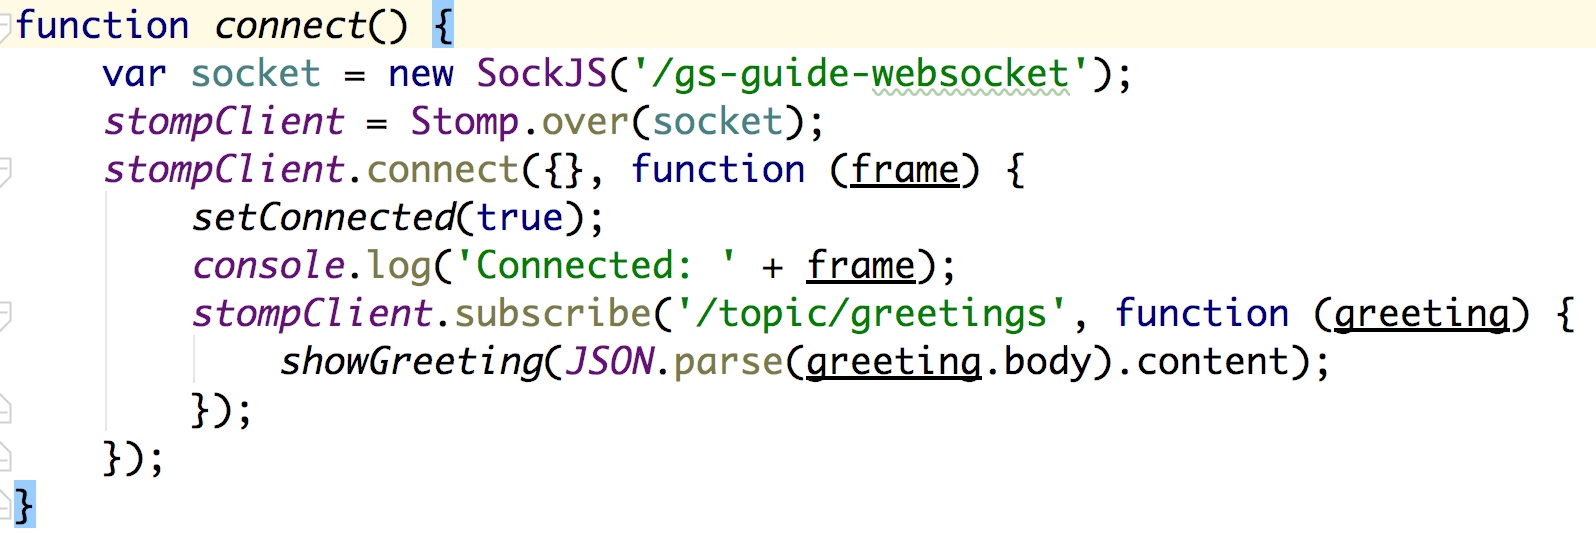 function connect() {
    var socket = new SockJS('/gs-guide-websocket');
    stompClient = Stomp.over(socket);
    stompClient.connect({}, function (frame) {
        setConnected(true);
        console.log('Connected: ' + frame);
        stompClient.subscribe('/topic/greetings', function (greeting) {
            showGreeting(JSON.parse(greeting.body).content);
        });
    });
}